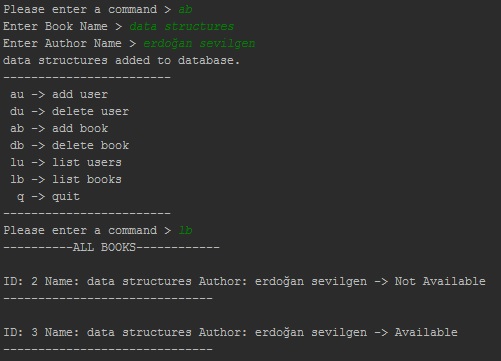 Please enter a command > ab
Enter Book Name > data structures
Enter Author Name > erdoğan sevilgen
data structures added to database.
------------------------
 au -> add user
 du -> delete user
 ab -> add book
 db -> delete book
 lu -> list users
 lb -> list books
  q -> quit
------------------------
Please enter a command > lb
----------ALL BOOKS------------
ID: 2 Name: data structures Author: erdoğan sevilgen -> Not Available
------------------------------
ID: 3 Name: data structures Author: erdoğan sevilgen -> Available
------------------------------